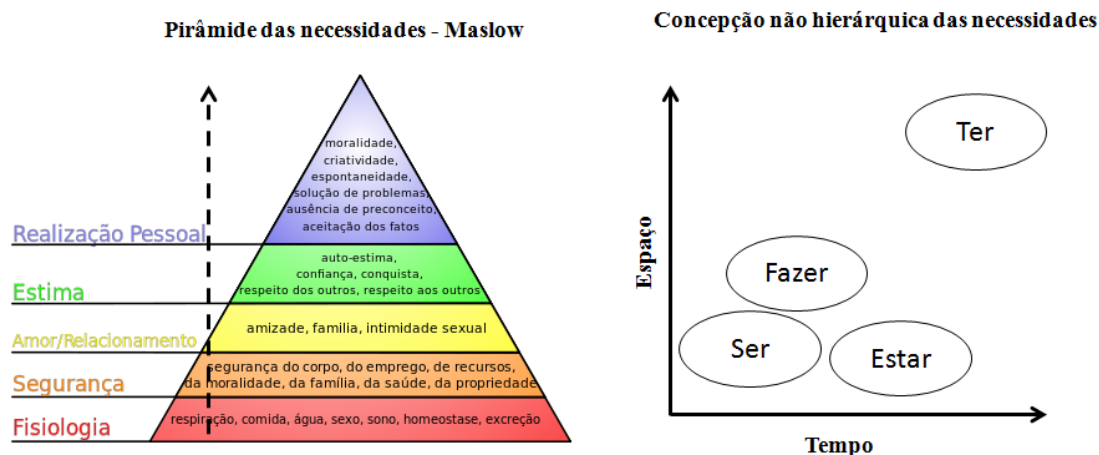 Pirâmide das necessidades - Maslow
moralidade,
criatividade,
espontaneidade,
solução de problemas,
ausência de preconceito,
aceitação dos fatos
Realização Pessoal
auto-estima,
confiança, conquista,
respeito dos outros, respeito aos outros
Estima
amizade, família, intimidade sexual
Amor/Relacionamento
segurança do corpo, do emprego, de recursos,
da moralidade, da família, da saúde, da propriedade
Segurança
respiração, comida, água, sexo, sono, homeostase, excreção
Fisiologia
Concepção não hierárquica das necessidades
Ter
Espaço
Fazer
Ser
Estar
Tempo